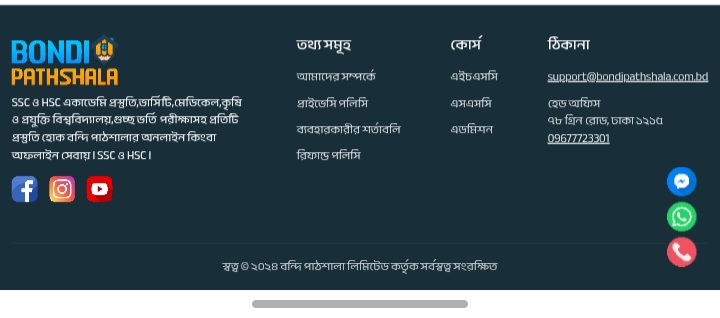 BONDI
PATHSHALA
SSC ও HSC একাডেমি প্রস্তুতি,ভার্সিটি,মেডিকেল,কৃষি
ও প্রযুক্তি বিশ্ববিদ্যালয়,গুচ্ছ ভর্তি পরীক্ষাসহ প্রতিটি
প্রস্তুতি হোক বন্দি পাঠশালার অনলাইন কিংবা
অফলাইন সেবায়। SSC ও HSC।
তথ্য সমূহ
আমাদের সম্পর্কে
প্রাইভেসি পলিসি
ব্যবহারকারীর শর্তাবলি
রিফান্ড পলিসি
কোর্স
এইচএসসি
এসএসসি
এডমিশন
ঠিকানা
support@bondipathshala.com.bd
হেড অফিস
৭৮ গ্রিন রোড, ঢাকা ১২১৫
09677723301
স্বত্ব © ২০২৪ বন্দি পাঠশালা লিমিটেড কর্তৃক সর্বস্বত্ব সংরক্ষিত